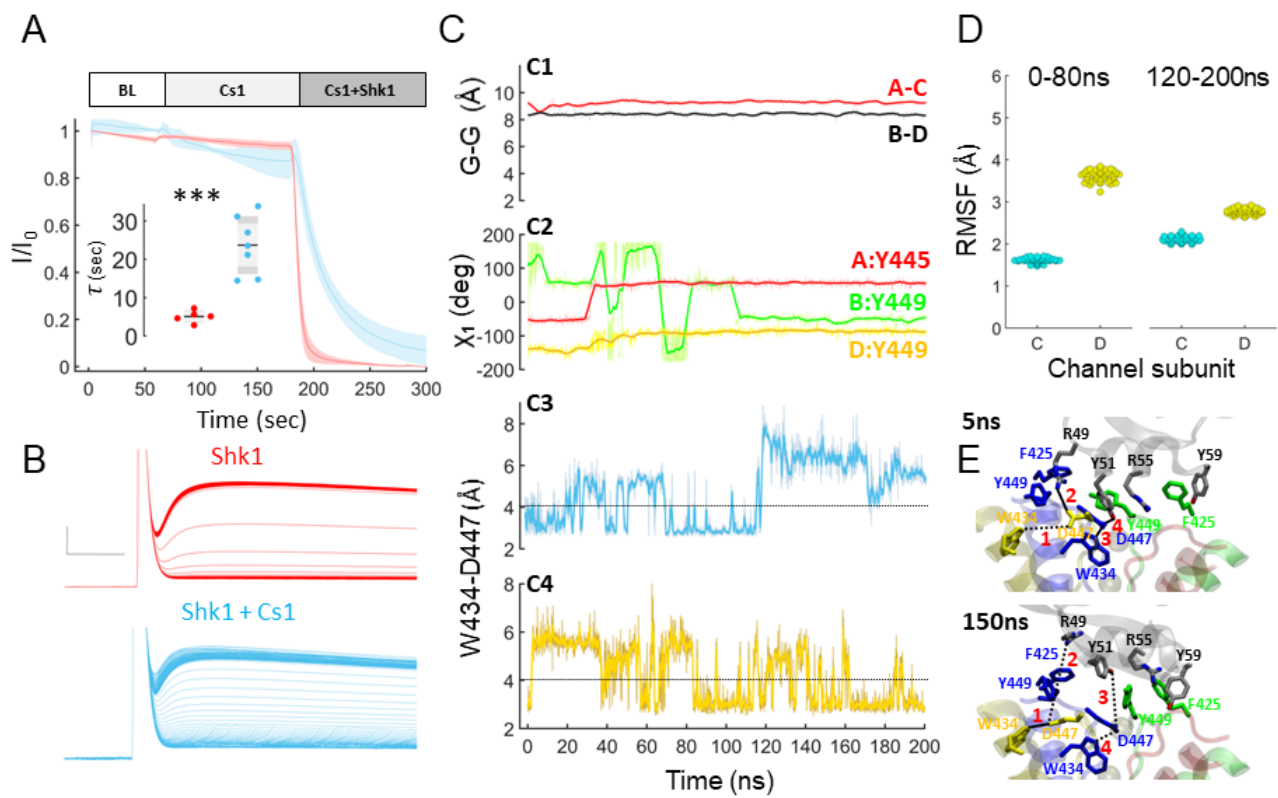 A
BL Cs1 Cs1+Shk1
I/I0
1
0.8
0.6
0.4
0.2
0
***
τ (sec)
30
20
10
0
0 50 100 150 200 250 300
Time (sec)
B
Shk1
Shk1 + Cs1
C
C1
G-G (Å)
10
8
6
4
2
A-C
B-D
C2
X1 (deg)
200
100
0
-100
-200
A:Y445
B:Y449
D:Y449
C3
W434-D447 (Å)
8
6
4
2
C4
8
6
4
2
0 20 40 60 80 100 120 140 160 180 200
Time (ns)
D
0-80ns 120-200ns
RMSF (Å)
6
5
4
3
2
1
0
C D C D
Channel subunit
E
5ns
R49
F425
Y51
R55
Y59
Y449
2
W434
D447
4
Y449
F425
1
3
D447
W434
150ns
R49
Y51
R55
Y59
F425
2
Y449
3
F425
W434
1
Y449
D447
D447
4
W434